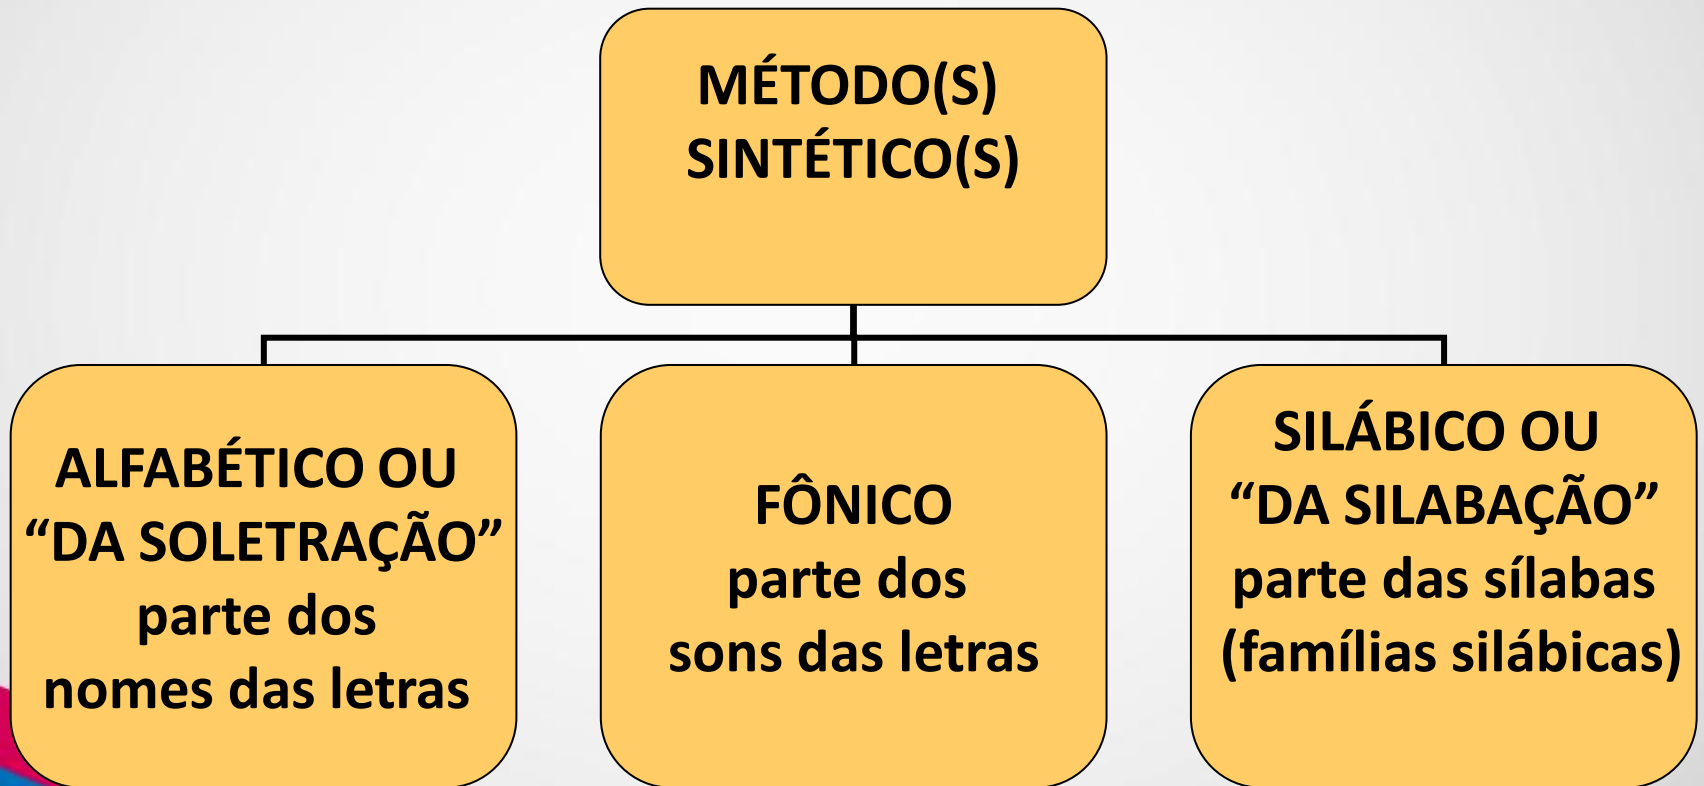 MÉTODO(S)
SINTÉTICO(S)
ALFABÉTICO OU
“DA SOLETRAÇÃO”
parte dos
nomes das letras
FÔNICO
parte dos
sons das letras
SILÁBICO OU
“DA SILABAÇÃO”
parte das sílabas
(famílias silábicas)